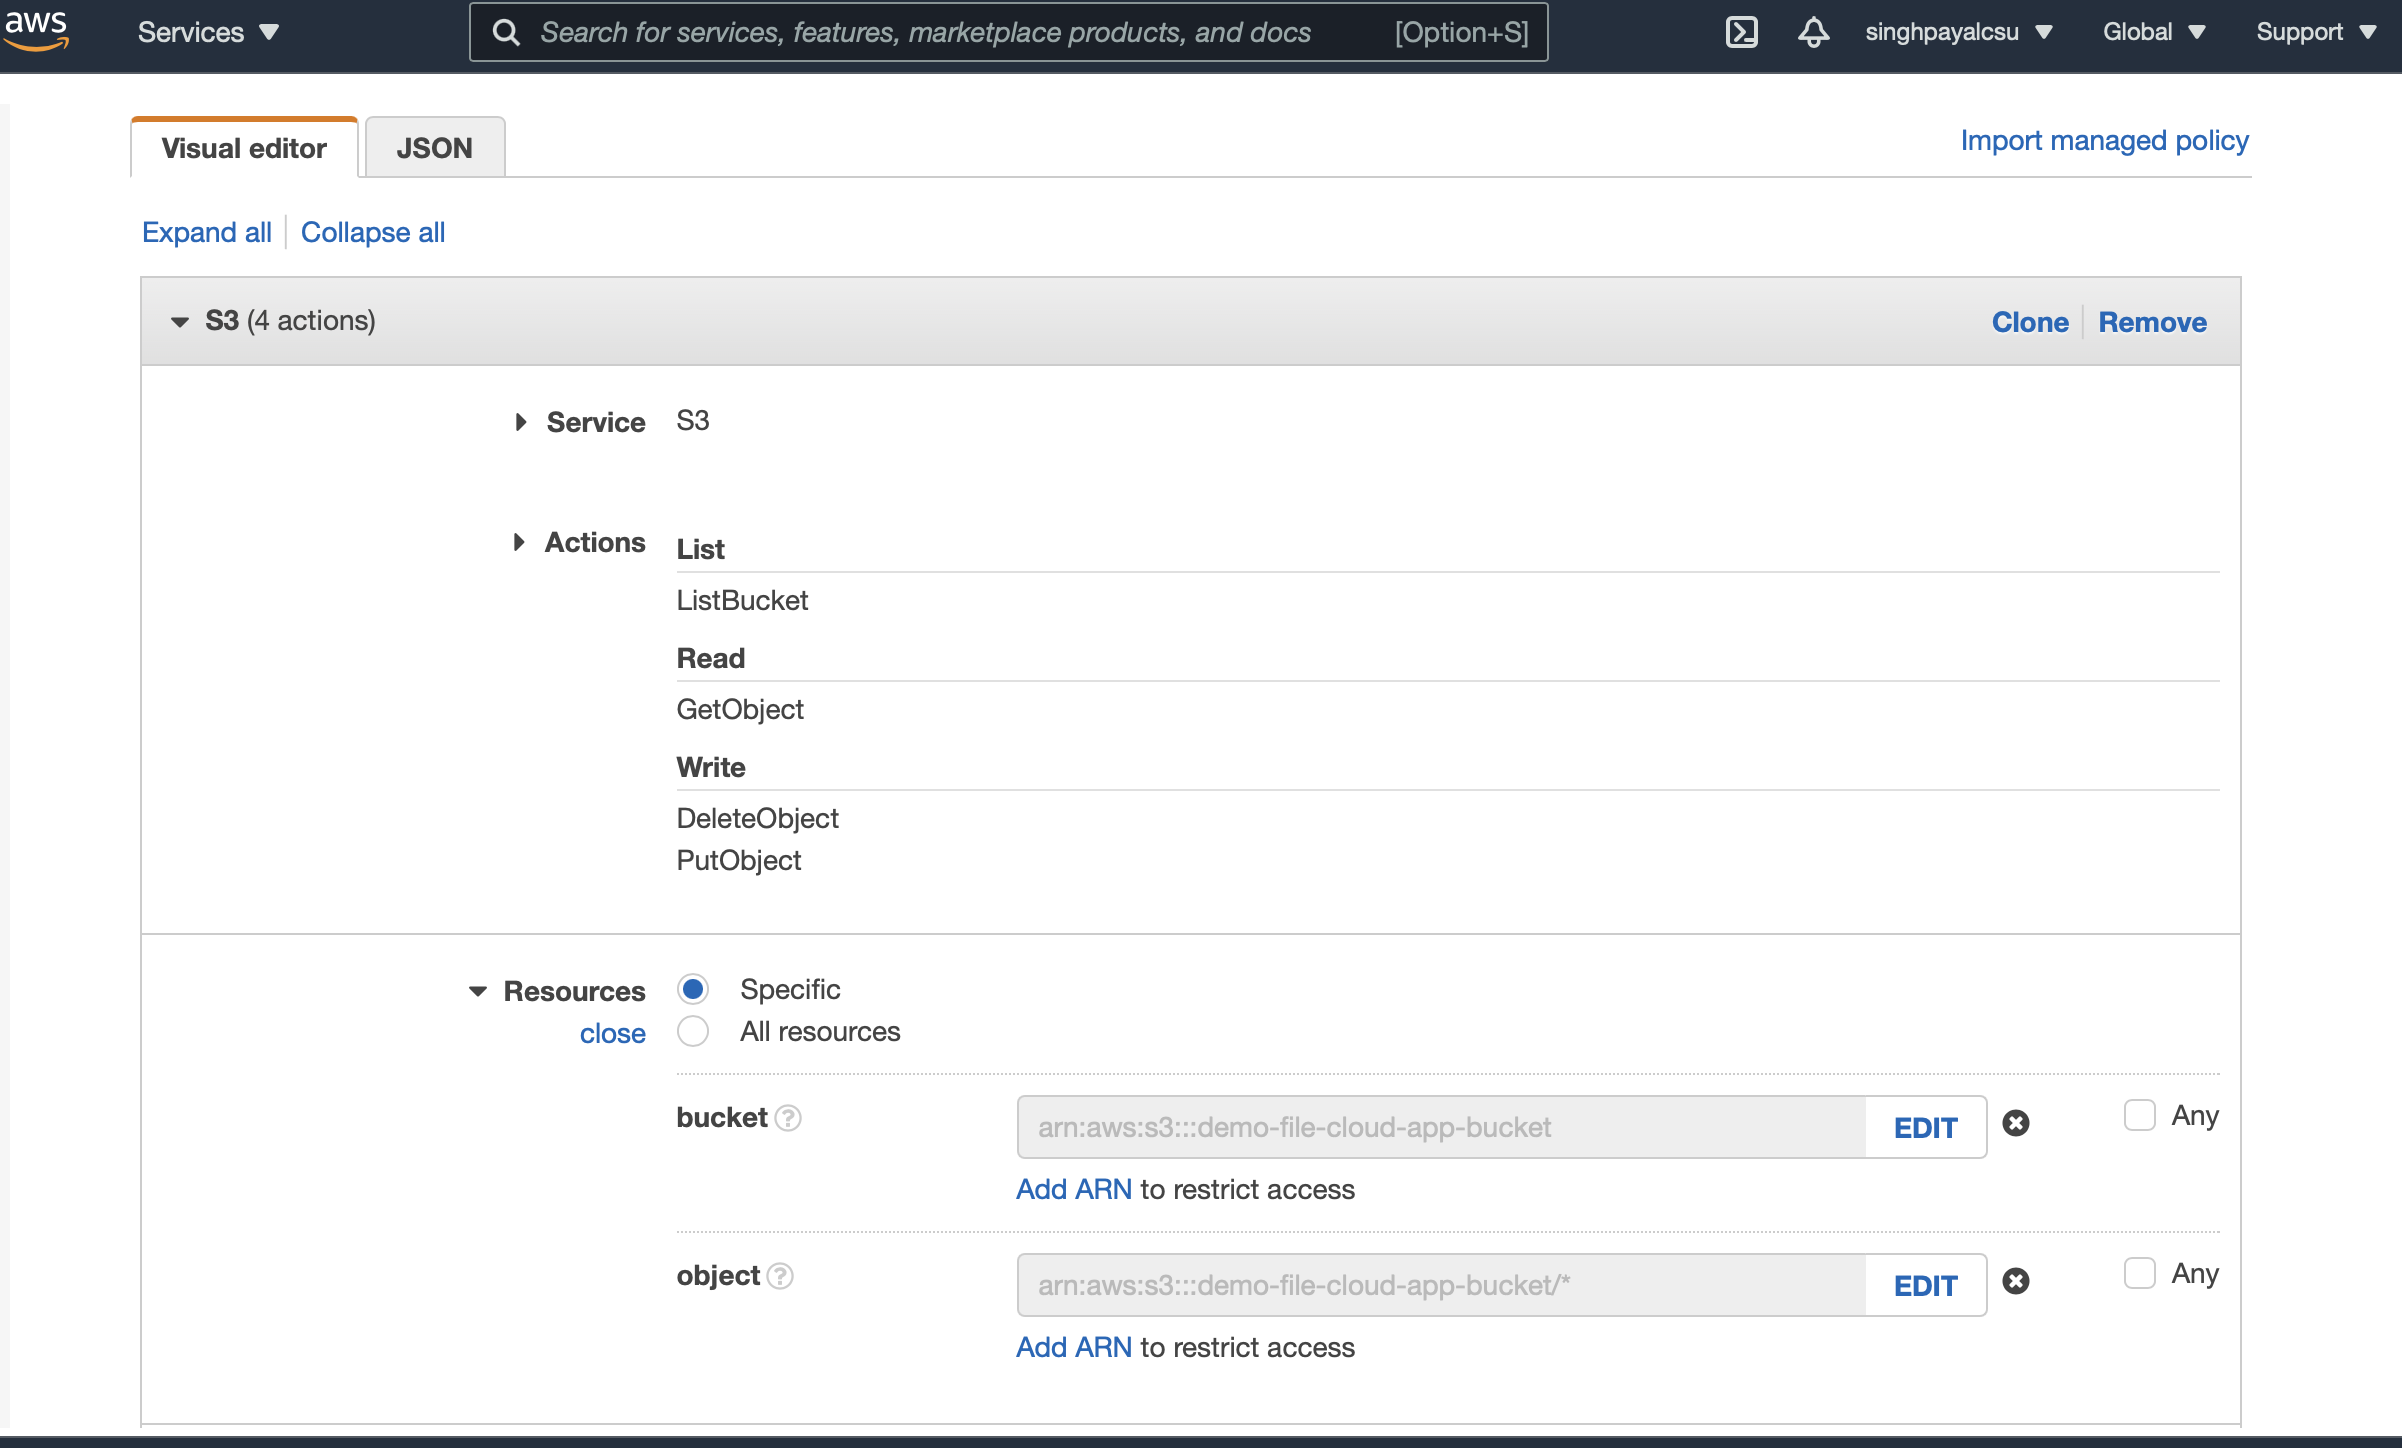 aws Services Search for services, features, marketplace products, and docs [Option+S] singhpayalcsu Global Support
Visual editor JSON Import managed policy
Expand all Collapse all
S3 (4 actions) Clone Remove
Service S3
Actions List
ListBucket
Read
GetObject
Write
DeleteObject
PutObject
Resources Specific
close All resources
bucket ? arn:aws:s3:::demo-file-cloud-app-bucket EDIT Any
Add ARN to restrict access
object ? arn:aws:s3:::demo-file-cloud-app-bucket/* EDIT Any
Add ARN to restrict access